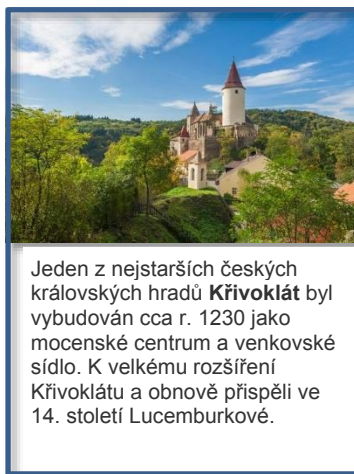 Jeden z nejstarších českých
královských hradů Křivoklát byl
vybudován cca r. 1230 jako
mocenské centrum a venkovské
sídlo. K velkému rozšíření
Křivoklátu a obnově přispěli ve
14. století Lucemburkové.